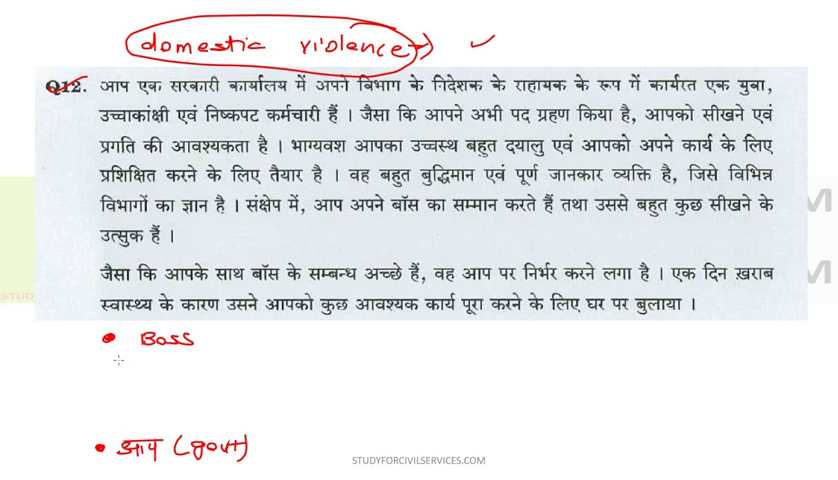 domestic violence →
Q12. आप एक सरकारी कार्यालय में अपने विभाग के निदेशक के सहायक के रूप में कार्यरत एक युवा,
उच्चाकांक्षी एवं निष्कपट कर्मचारी हैं । जैसा कि आपने अभी पद ग्रहण किया है, आपको सीखने एवं
प्रगति की आवश्यकता है । भाग्यवश आपका उच्चस्थ बहुत दयालु एवं आपको अपने कार्य के लिए
प्रशिक्षित करने के लिए तैयार है । वह बहुत बुद्धिमान एवं पूर्ण जानकार व्यक्ति है, जिसे विभिन्न
विभागों का ज्ञान है । संक्षेप में, आप अपने बॉस का सम्मान करते हैं तथा उससे बहुत कुछ सीखने के
उत्सुक हैं ।
जैसा कि आपके साथ बॉस के सम्बन्ध अच्छे हैं, वह आप पर निर्भर करने लगा है । एक दिन ख़राब
स्वास्थ्य के कारण उसने आपको कुछ आवश्यक कार्य पूरा करने के लिए घर पर बुलाया ।
• Boss
• आप (govt)
STUDYFORCIVILSERVICES.COM